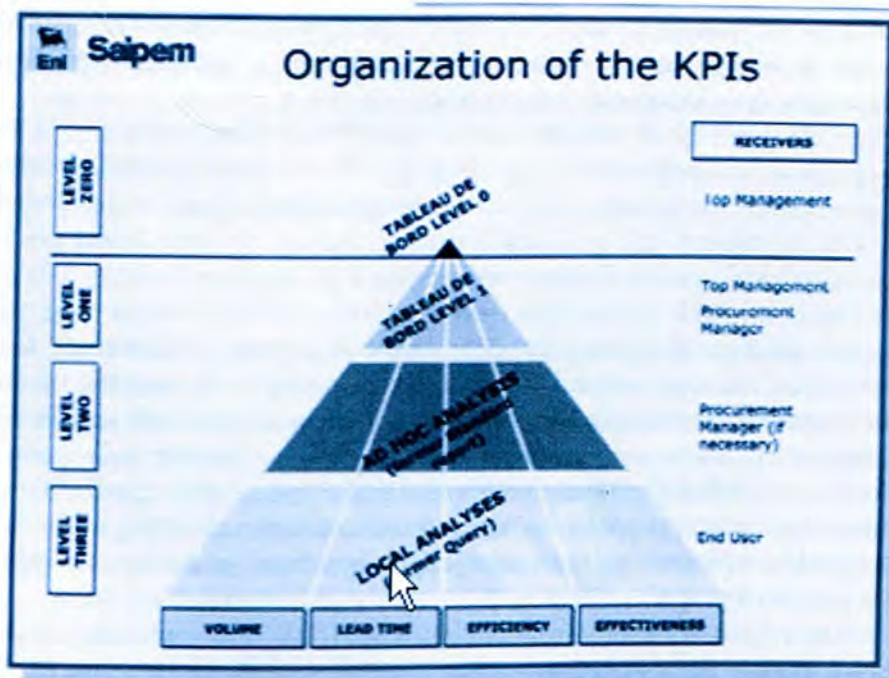 Eni
Saipem
Organization of the KPIs
RECEIVERS
LEVEL
ZERO
TABLEAU DE
BORD LEVEL 0
Top Management
LEVEL
ONE
TABLEAU DE
BORD LEVEL 1
Top Management
Procurement
Manager
LEVEL
TWO
AD HOC ANALYSIS
Procurement
Manager (if
necessary)
LEVEL
THREE
LOCAL ANALYSES
Query)
End User
VOLUME
LEAD TIME
EFFICIENCY
EFFECTIVENESS